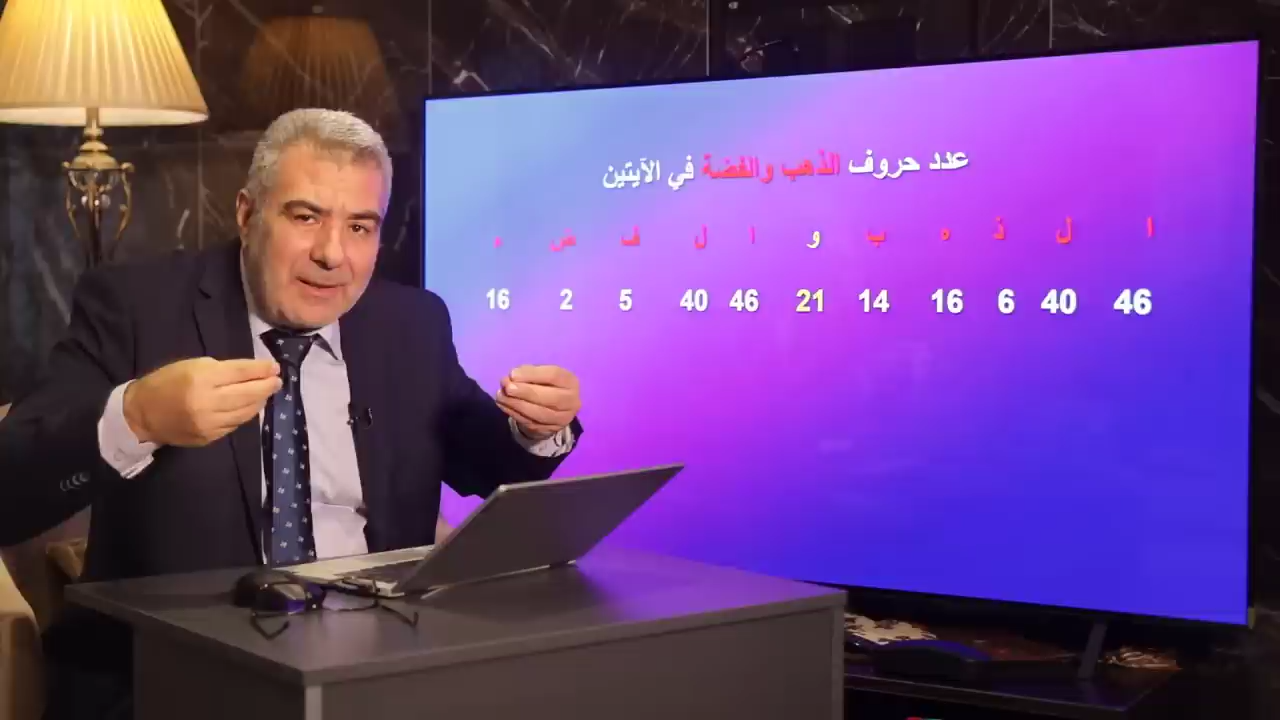 عدد حروف الذهب والفضة في الآيتين
ا ل ذ ه ب و ا ل ف ض ه
46 40 6 16 14 21 46 40 5 2 16